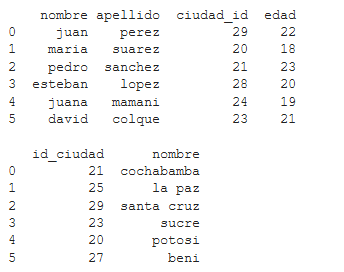 nombre apellido ciudad_id edad
0 juan perez 29 22
1 maria suarez 20 18
2 pedro sanchez 21 23
3 esteban lopez 28 20
4 juana mamani 24 19
5 david colque 23 21
id_ciudad nombre
0 21 cochabamba
1 25 la paz
2 29 santa cruz
3 23 sucre
4 20 potosi
5 27 beni